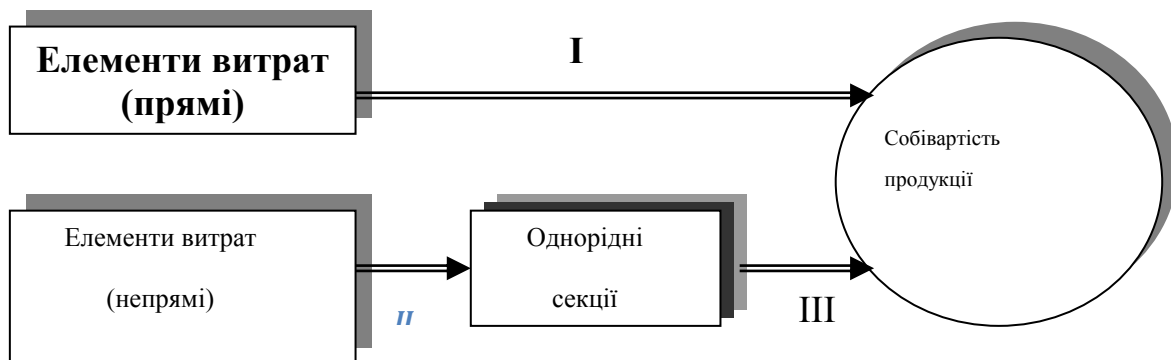 Елементи витрат
(прямі)
I
Собівартість
продукції
Елементи витрат
(непрямі)
II
Однорідні
секції
III